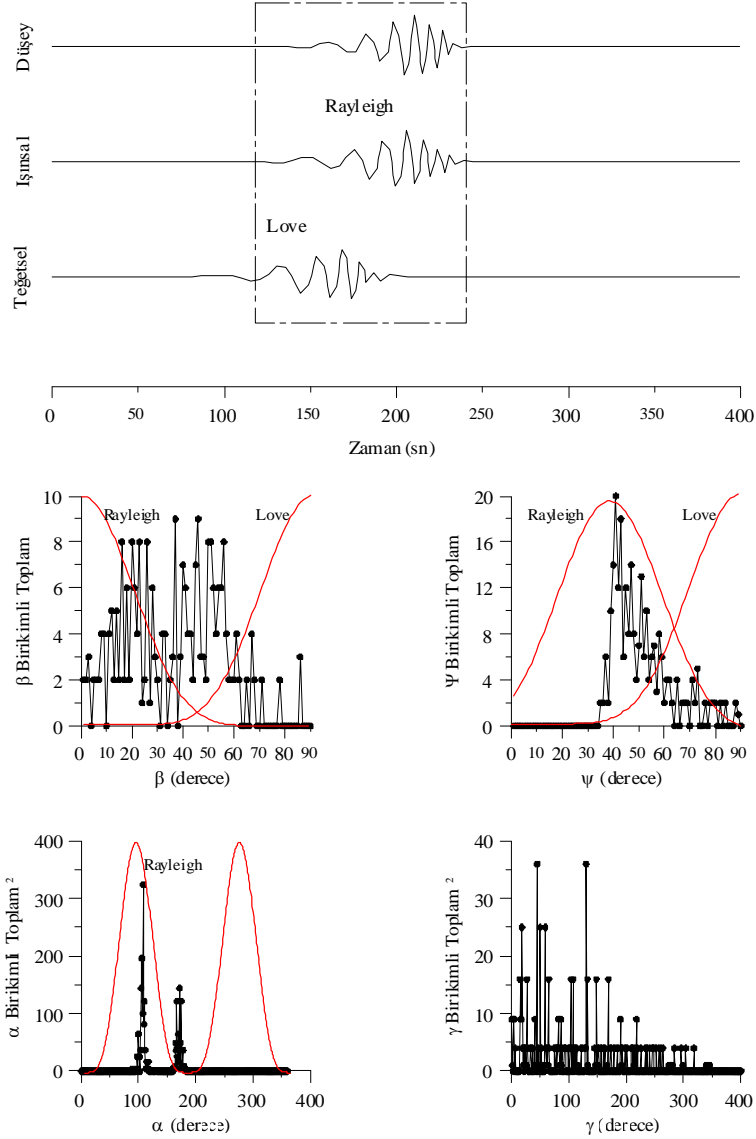 Düşey
Rayleigh
Işınsal
Love
Teğetsel
0 50 100 150 200 250 300 350 400
Zaman (sn)
10
8
6
4
2
0
β Birikimli Toplam
Rayleigh
Love
0 10 20 30 40 50 60 70 80 90
β (derece)
20
16
12
8
4
0
Ψ Birikimli Toplam
Rayleigh
Love
0 10 20 30 40 50 60 70 80 90
ψ (derece)
400
300
200
100
0
α Birikimli Toplam ²
Rayleigh
0 100 200 300 400
α (derece)
40
30
20
10
0
γ Birikimli Toplam ²
0 100 200 300 400
γ (derece)